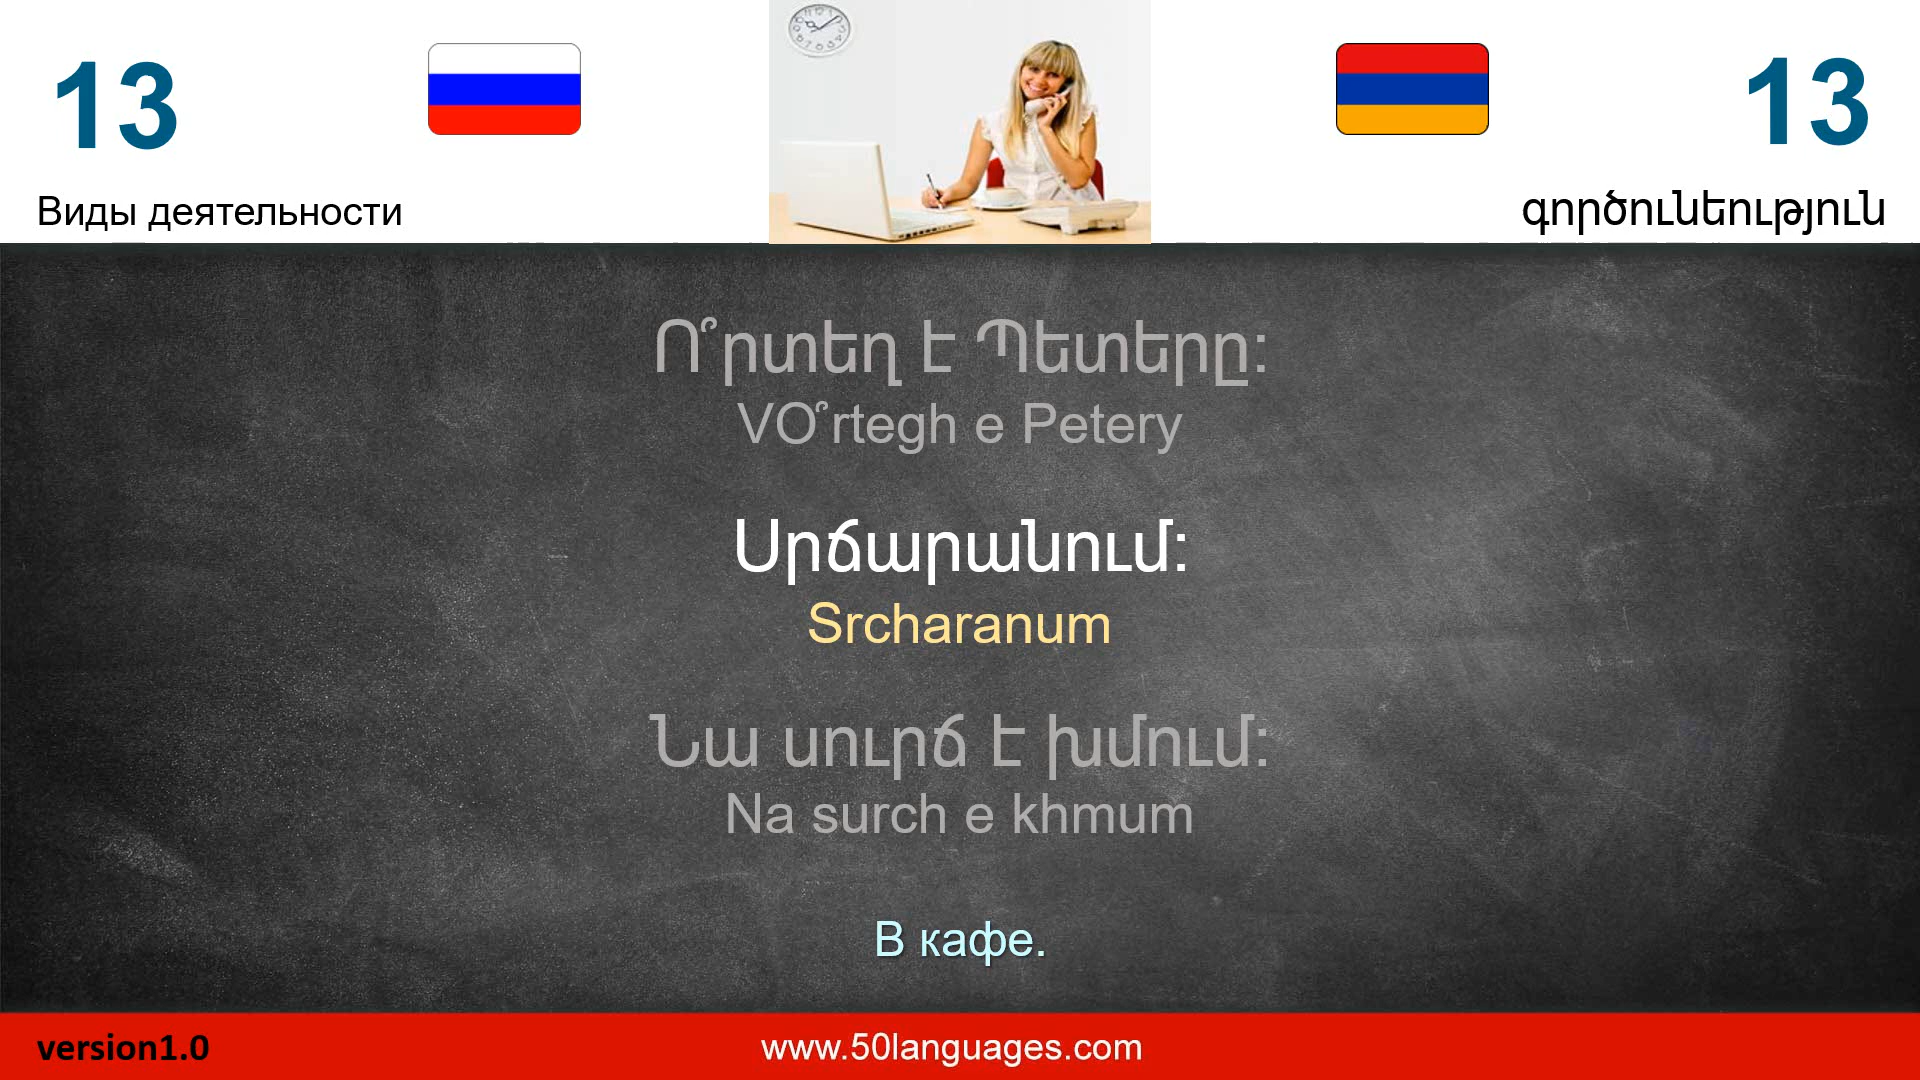 13
13
Виды деятельности
գործունեություն
Ո՞րտեղ է Պետերը:
VO՞rtegh e Petery
Սրճարանում:
Srcharanum
Նա սուրճ է խմում:
Na surch e khmum
В кафе.
version1.0
www.50languages.com